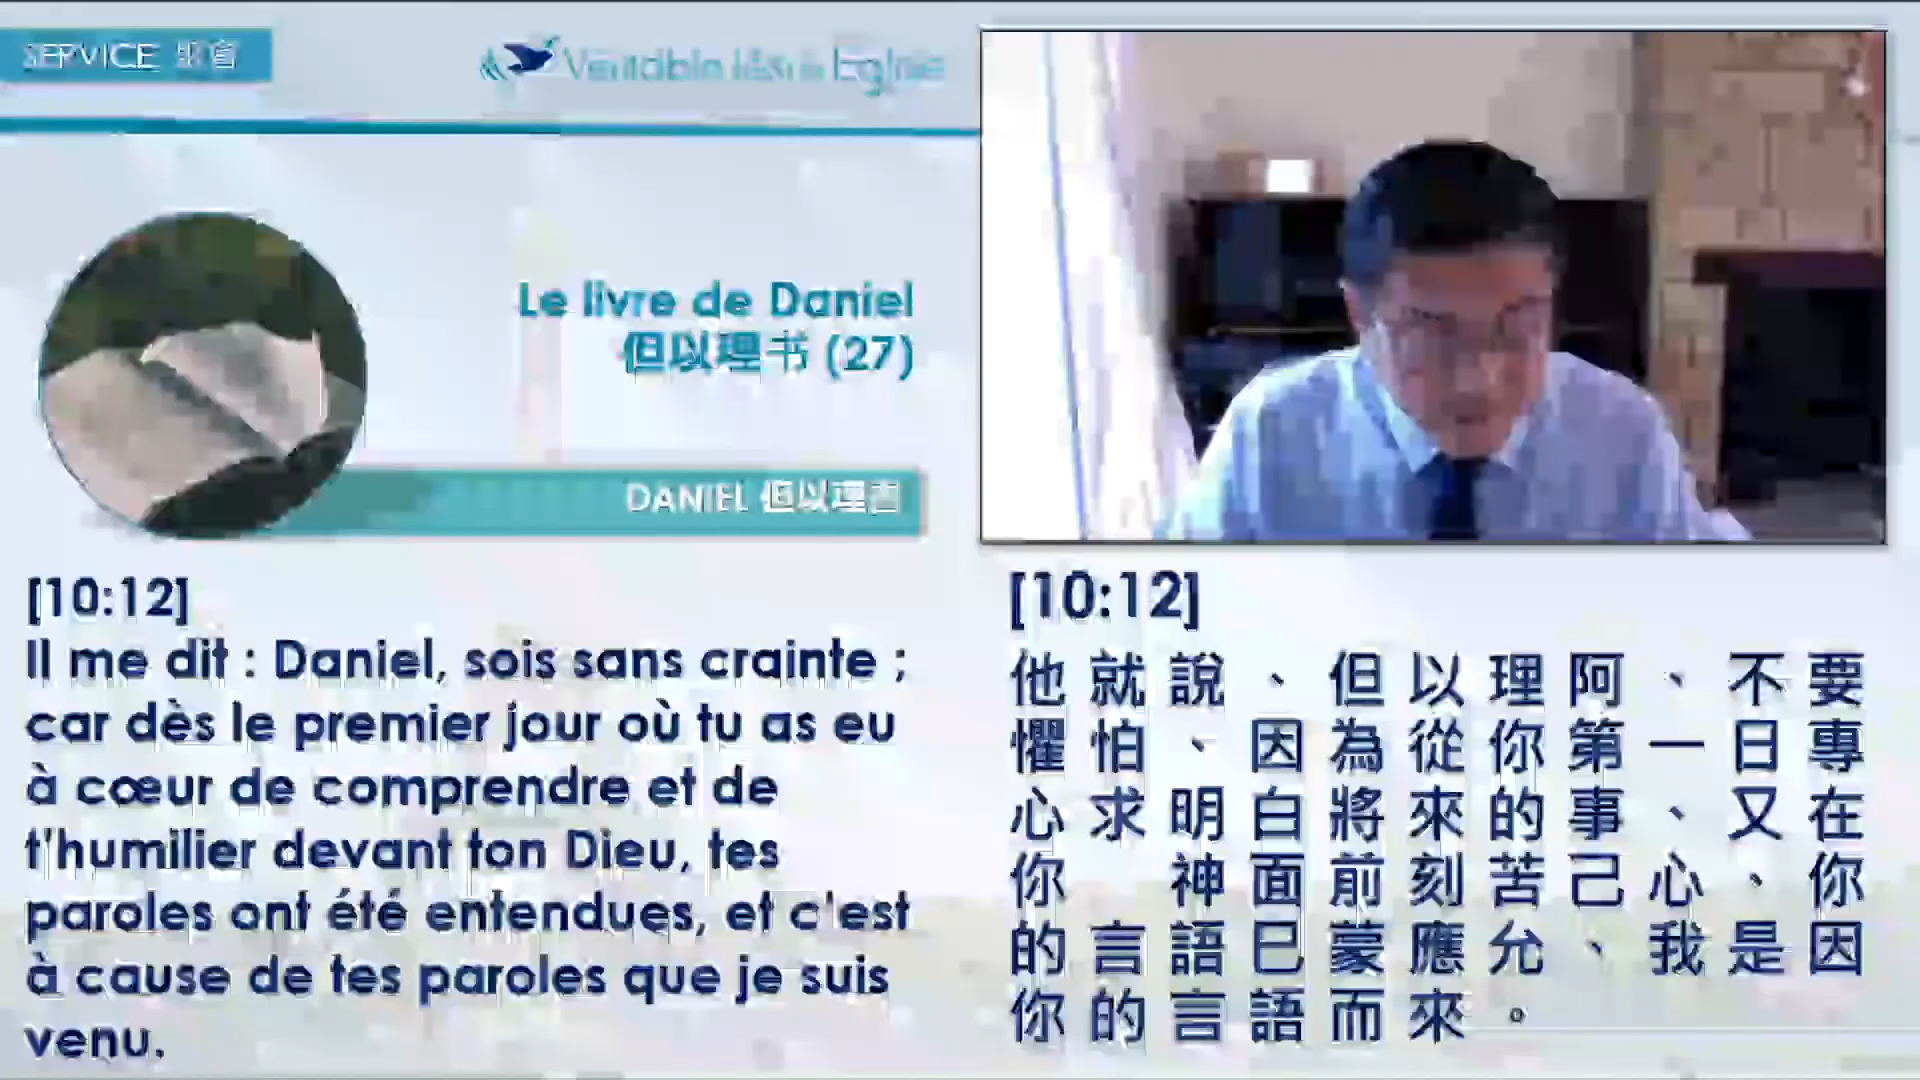 SERVICE 聚會
Le livre de Daniel
但以理书 (27)
DANIEL 但以理書
[10:12]
Il me dit : Daniel, sois sans crainte ;
car dès le premier jour où tu as eu
à cœur de comprendre et de
t'humilier devant ton Dieu, tes
paroles ont été entendues, et c'est
à cause de tes paroles que je suis
venu.
[10:12]
他就說、但以理阿、不要
懼怕、因為從你第一日專
心求明白將來的事、又在
你 神面前刻苦己心、你
的言語已蒙應允、我是因
你的言語而來。